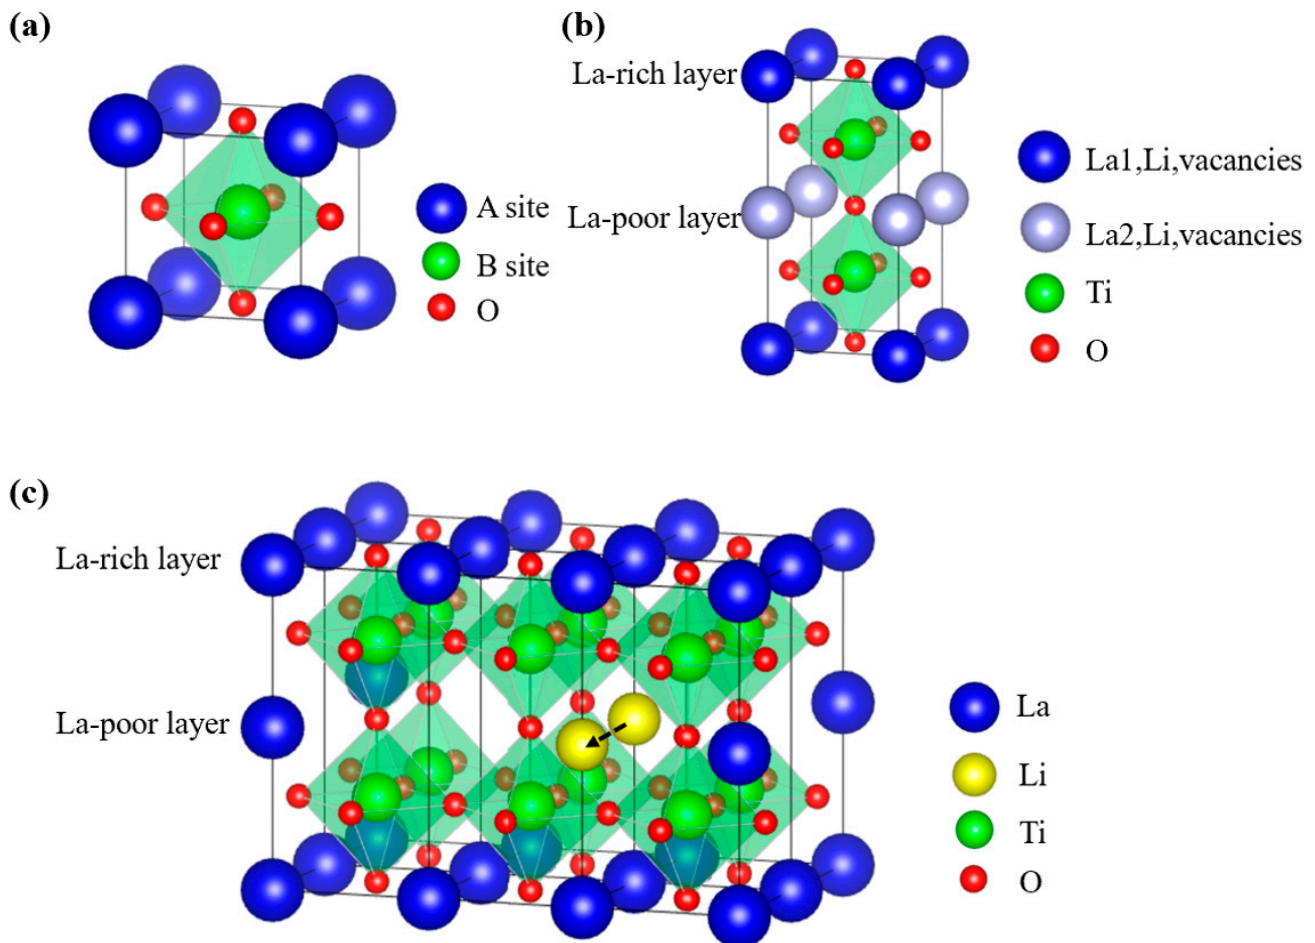 (a)
A site
B site
O
(b)
La-rich layer
La-poor layer
La1,Li,vacancies
La2,Li,vacancies
Ti
O
(c)
La-rich layer
La-poor layer
La
Li
Ti
O